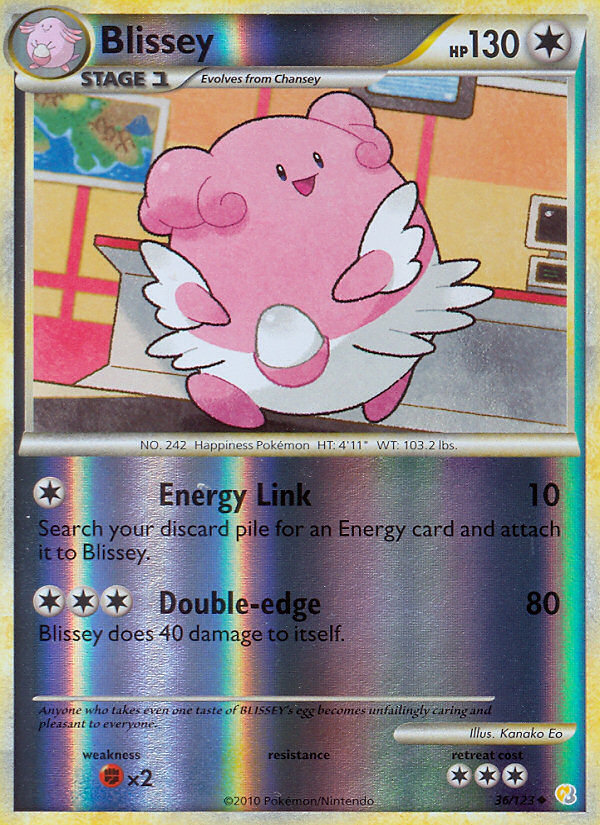 Blissey
HP130
STAGE 1
Evolves from Chansey
NO. 242 Happiness Pokémon HT: 4'11" WT: 103.2 lbs.
Energy Link 10
Search your discard pile for an Energy card and attach
it to Blissey.
Double-edge 80
Blissey does 40 damage to itself.
Anyone who takes even one taste of BLISSEY's egg becomes unfailingly caring and
pleasant to everyone.
Illus. Kanako Eo
weakness resistance retreat cost
×2
36/123
©2010 Pokémon/Nintendo